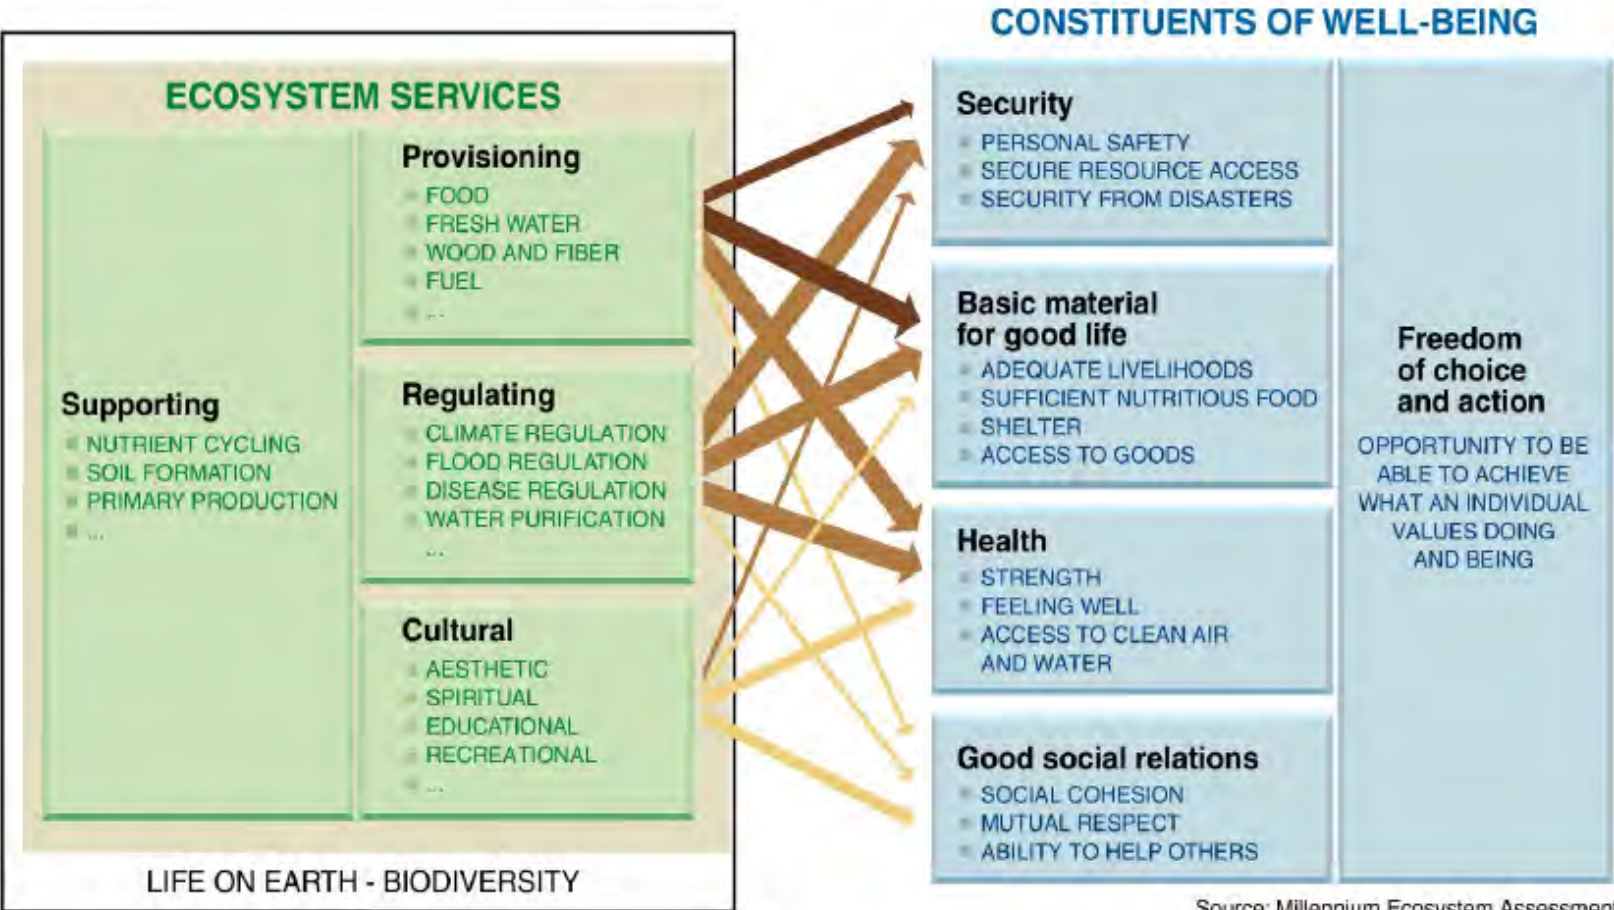 CONSTITUENTS OF WELL-BEING
ECOSYSTEM SERVICES
Supporting
NUTRIENT CYCLING
SOIL FORMATION
PRIMARY PRODUCTION
...
Provisioning
FOOD
FRESH WATER
WOOD AND FIBER
FUEL
...
Regulating
CLIMATE REGULATION
FLOOD REGULATION
DISEASE REGULATION
WATER PURIFICATION
...
Cultural
AESTHETIC
SPIRITUAL
EDUCATIONAL
RECREATIONAL
...
LIFE ON EARTH - BIODIVERSITY
Security
PERSONAL SAFETY
SECURE RESOURCE ACCESS
SECURITY FROM DISASTERS
Basic material
for good life
ADEQUATE LIVELIHOODS
SUFFICIENT NUTRITIOUS FOOD
SHELTER
ACCESS TO GOODS
Health
STRENGTH
FEELING WELL
ACCESS TO CLEAN AIR
AND WATER
Good social relations
SOCIAL COHESION
MUTUAL RESPECT
ABILITY TO HELP OTHERS
Freedom
of choice
and action
OPPORTUNITY TO BE
ABLE TO ACHIEVE
WHAT AN INDIVIDUAL
VALUES DOING
AND BEING
Source: Millennium Ecosystem Assessment